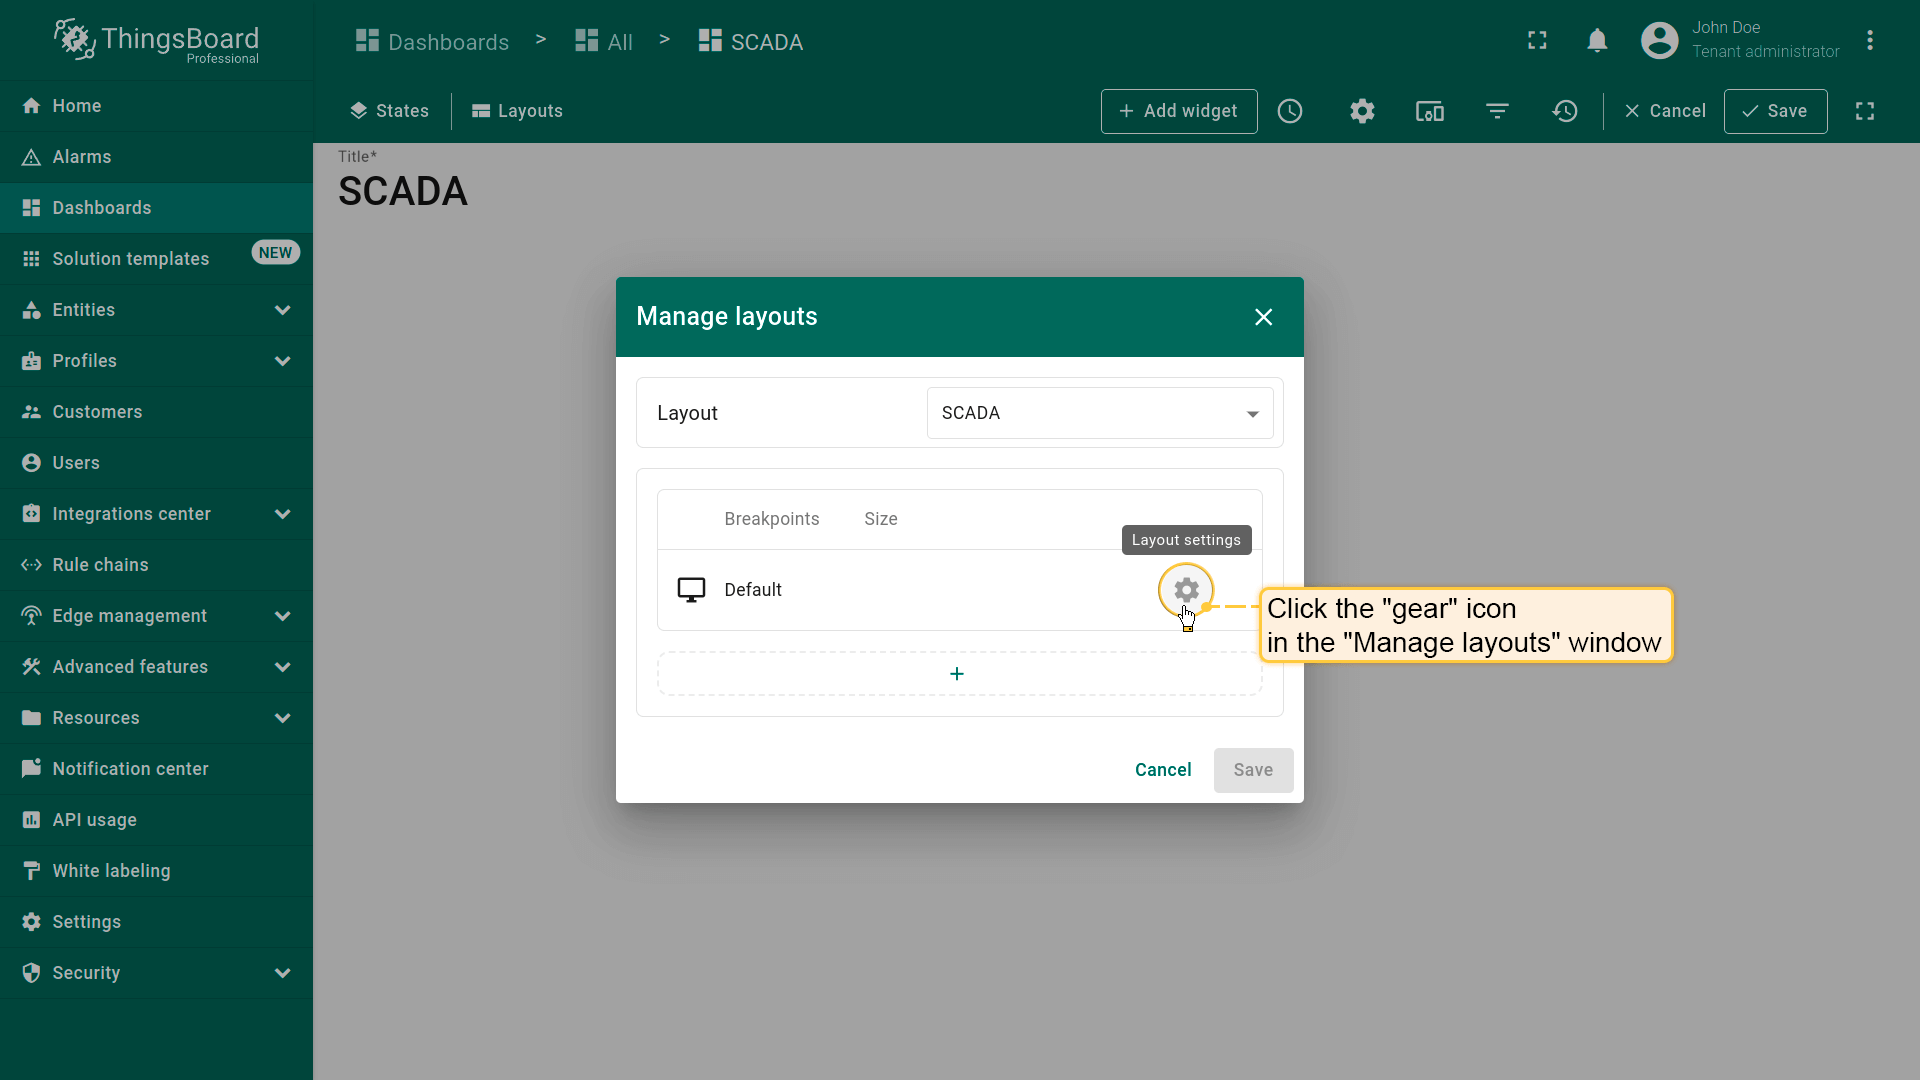 ThingsBoard
Professional
Dashboards > All > SCADA
John Doe
Tenant administrator
Home
Alarms
Dashboards
Solution templates NEW
Entities
Profiles
Customers
Users
Integrations center
Rule chains
Edge management
Advanced features
Resources
Notification center
API usage
White labeling
Settings
Security
States Layouts + Add widget Cancel Save
Title*
SCADA
Manage layouts
Layout SCADA
Breakpoints Size
Layout settings
Default
Click the "gear" icon
in the "Manage layouts" window
+
Cancel Save